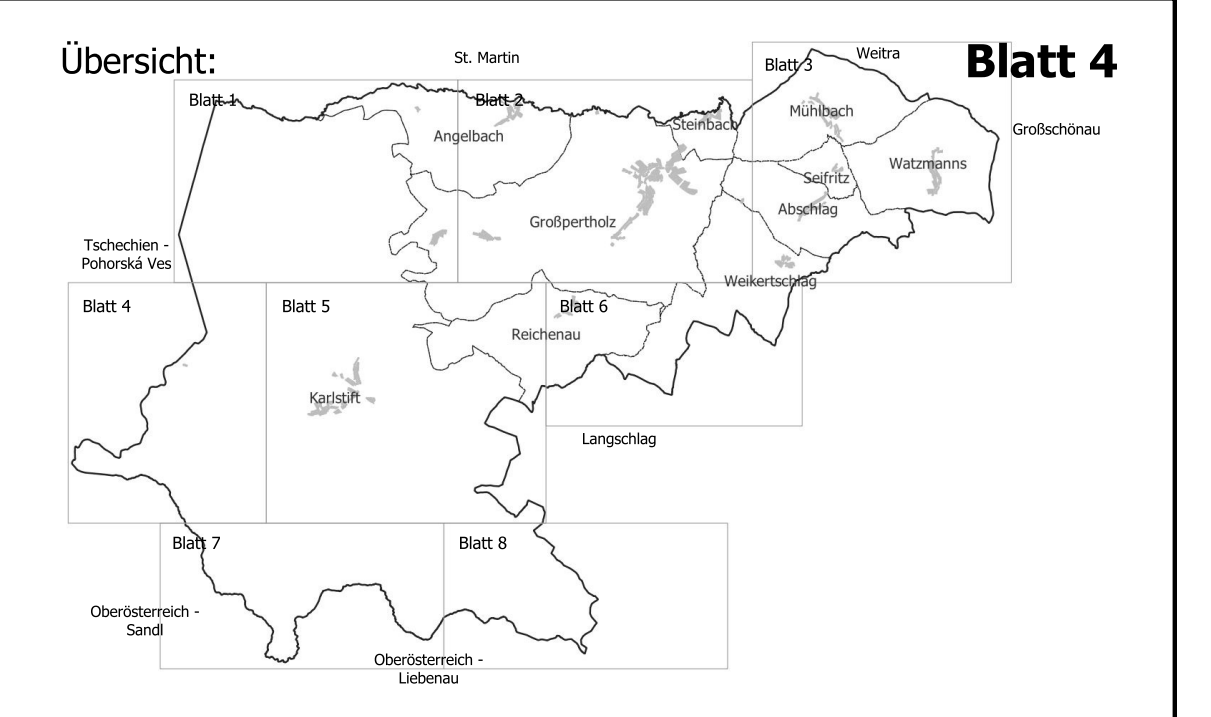 Übersicht:
St. Martin
Weitra
Blatt 4
Blatt 3
Blatt 1
Blatt 2
Mühlbach
Steinbach
Großschönau
Angelbach
Watzmanns
Seifritz
Abschlag
Großpertholz
Tschechien -
Pohorská Ves
Weikertschlag
Blatt 4
Blatt 5
Blatt 6
Reichenau
Karlstift
Langschlag
Blatt 7
Blatt 8
Oberösterreich -
Sandl
Oberösterreich -
Liebenau